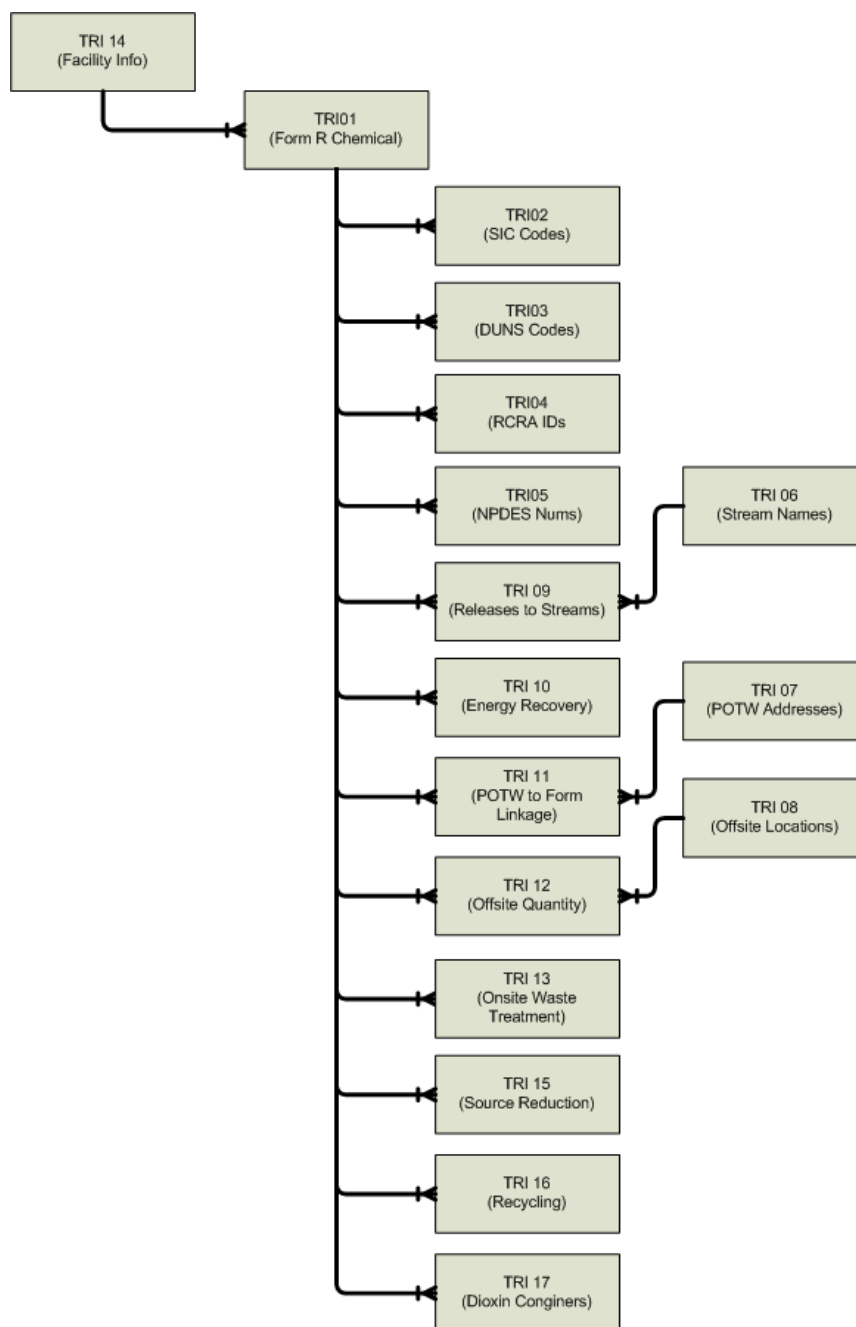 TRI 14
(Facility Info)
TRI01
(Form R Chemical)
TRI02
(SIC Codes)
TRI03
(DUNS Codes)
TRI04
(RCRA IDs
TRI05
(NPDES Nums)
TRI 06
(Stream Names)
TRI 09
(Releases to Streams)
TRI 10
(Energy Recovery)
TRI 07
(POTW Addresses)
TRI 11
(POTW to Form
Linkage)
TRI 08
(Offsite Locations)
TRI 12
(Offsite Quantity)
TRI 13
(Onsite Waste
Treatment)
TRI 15
(Source Reduction)
TRI 16
(Recycling)
TRI 17
(Dioxin Conginers)